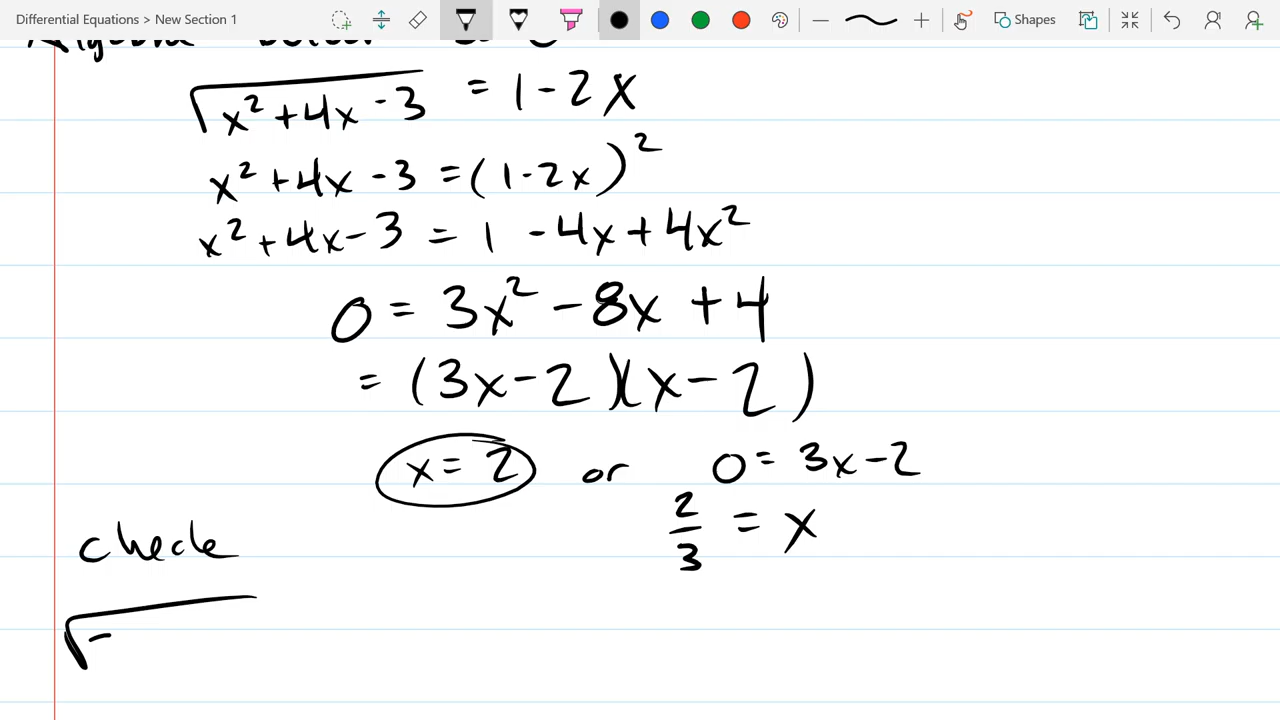 Differential Equations > New Section 1
Shapes
√(x² + 4x - 3) = 1 - 2x
x² + 4x - 3 = (1 - 2x)²
x² + 4x - 3 = 1 - 4x + 4x²
0 = 3x² - 8x + 4
= (3x - 2)(x - 2)
x = 2 or 0 = 3x - 2
2/3 = x
check
√